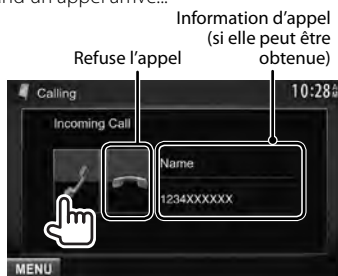 Information d'appel
(si elle peut être
obtenue)
Refuse l'appel
Calling
10:28
Incoming Call
Name
1234XXXXXX
MENU